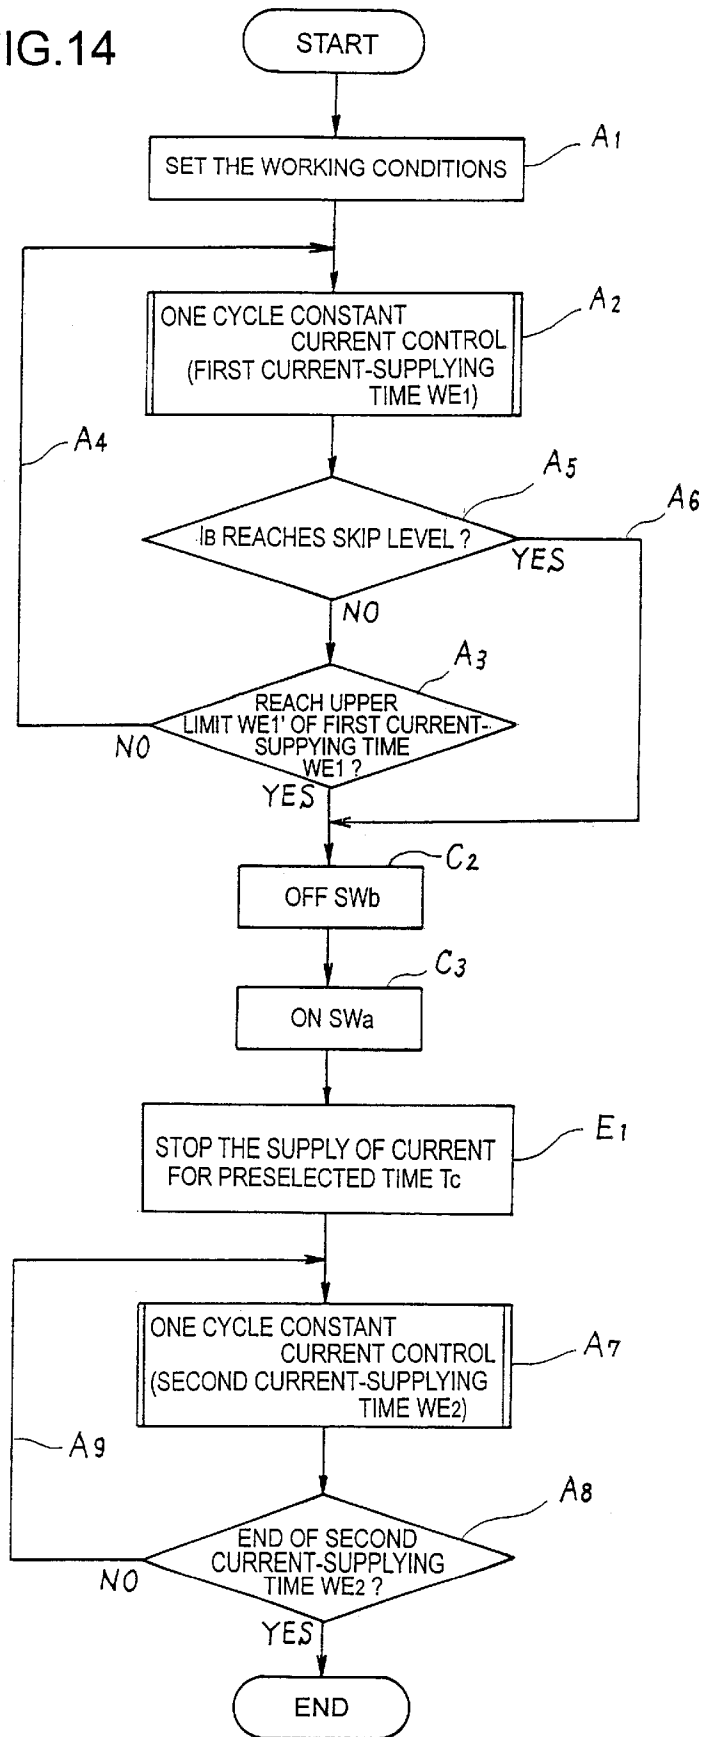 FIG.14
START
SET THE WORKING CONDITIONS
A1
ONE CYCLE CONSTANT
CURRENT CONTROL
(FIRST CURRENT-SUPPLYING
TIME WE1)
A2
A4
A5
A6
IB REACHES SKIP LEVEL ?
YES
NO
A3
REACH UPPER
LIMIT WE1' OF FIRST CURRENT-
SUPPYING TIME
WE1 ?
NO
YES
C2
OFF SWb
C3
ON SWa
E1
STOP THE SUPPLY OF CURRENT
FOR PRESELECTED TIME Tc
ONE CYCLE CONSTANT
CURRENT CONTROL
(SECOND CURRENT-SUPPLYING
TIME WE2)
A7
A9
A8
END OF SECOND
CURRENT-SUPPLYING
TIME WE2 ?
NO
YES
END